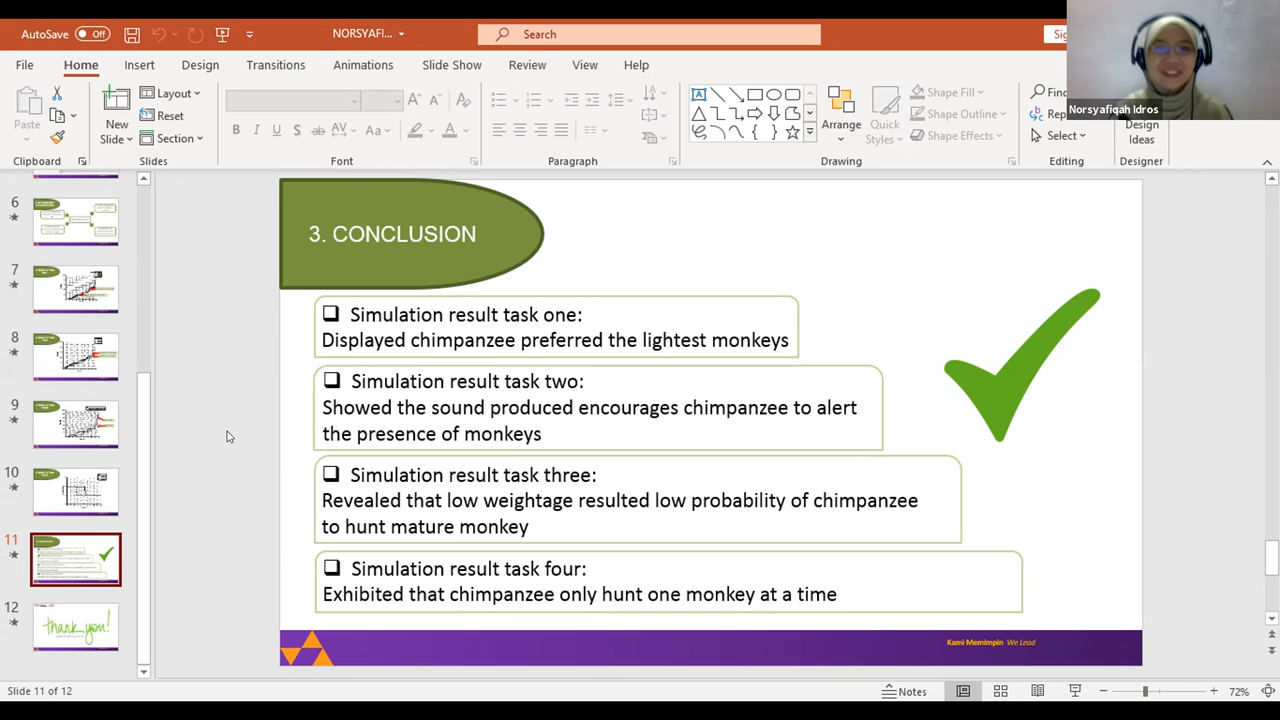 AutoSave Off NORSYAFI... Search
File Home Insert Design Transitions Animations Slide Show Review View Help
Norsyafiqah Idros
Paste
New
Slide
Layout
Reset
Section
B I U S ab AV Aa A
Arrange
Quick
Styles
Shape Fill
Shape Outline
Shape Effects
Select
Design
Ideas
Clipboard Slides Font Paragraph Drawing Editing Designer
6
7
8
9
10
11
12
thank you!
3. CONCLUSION
Simulation result task one:
Displayed chimpanzee preferred the lightest monkeys
Simulation result task two:
Showed the sound produced encourages chimpanzee to alert
the presence of monkeys
Simulation result task three:
Revealed that low weightage resulted low probability of chimpanzee
to hunt mature monkey
Simulation result task four:
Exhibited that chimpanzee only hunt one monkey at a time
Kami Memimpin We Lead
Slide 11 of 12
Notes
72%